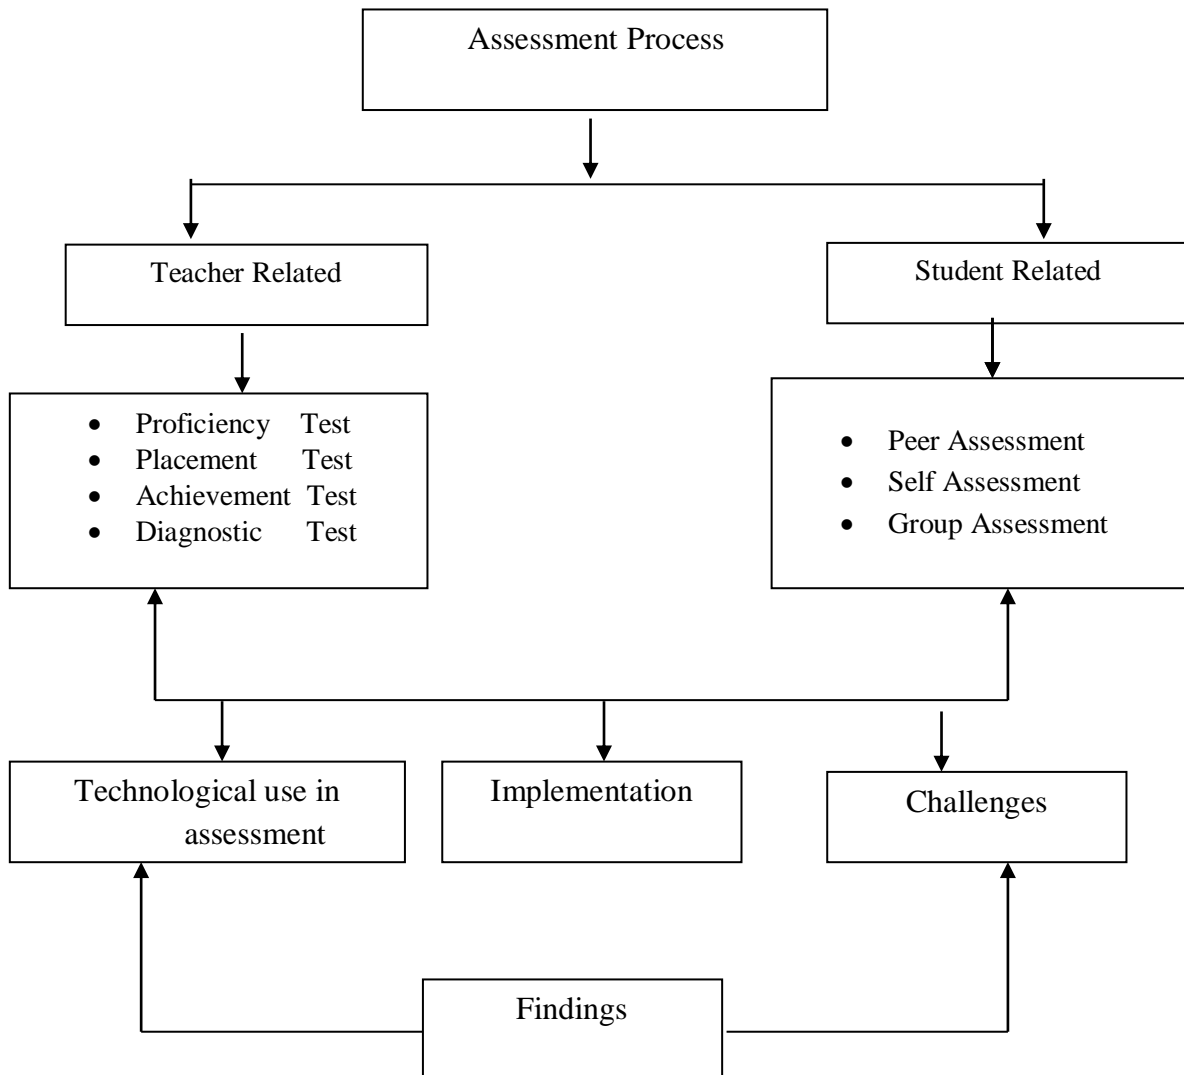 Assessment Process
Teacher Related
Student Related
• Proficiency Test
• Placement Test
• Achievement Test
• Diagnostic Test
• Peer Assessment
• Self Assessment
• Group Assessment
Technological use in
assessment
Implementation
Challenges
Findings